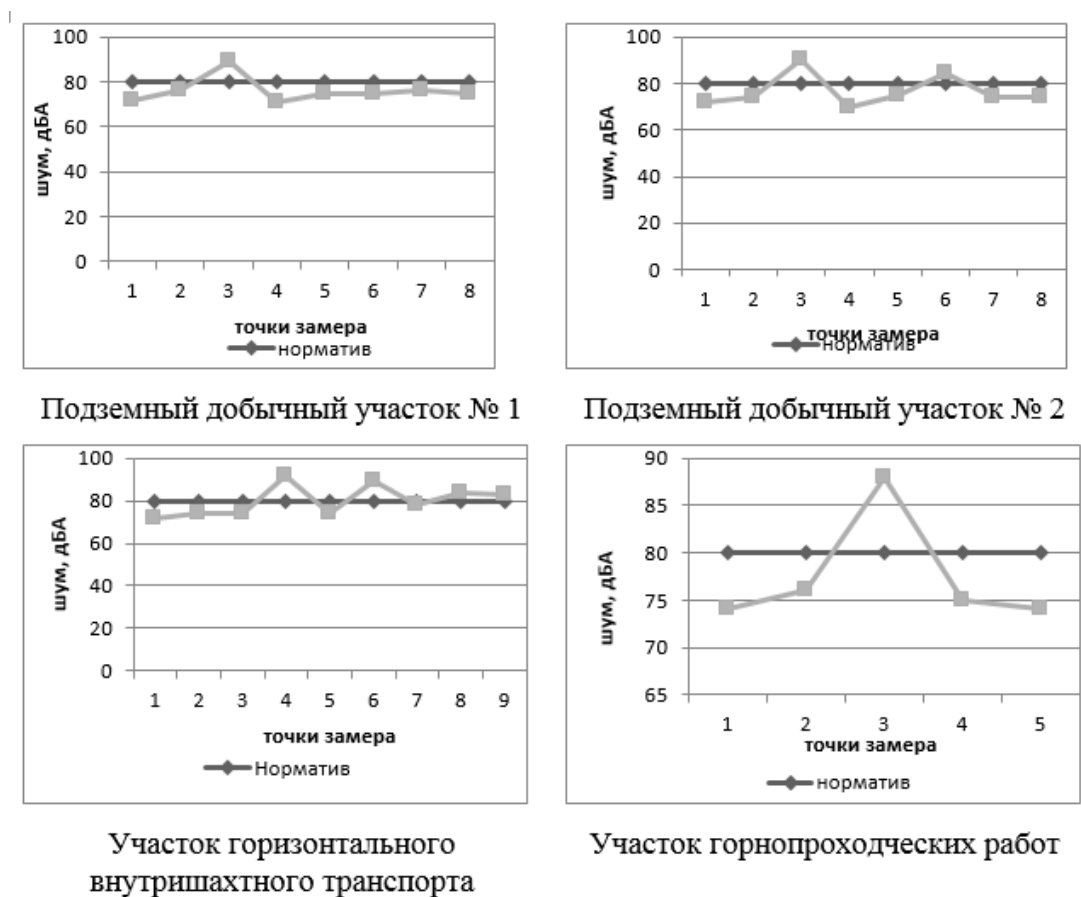 100
80
60
40
20
0
шум, дБА
1 2 3 4 5 6 7 8
точки замера
норматив
Подземный добычный участок № 1
100
80
60
40
20
0
шум, дБА
1 2 3 4 5 6 7 8
точки замера
норматив
Подземный добычный участок № 2
100
80
60
40
20
0
шум, дБА
1 2 3 4 5 6 7 8 9
точки замера
Норматив
Участок горизонтального
внутришахтного транспорта
90
85
80
75
70
65
шум, дБА
1 2 3 4 5
точки замера
норматив
Участок горнопроходческих работ